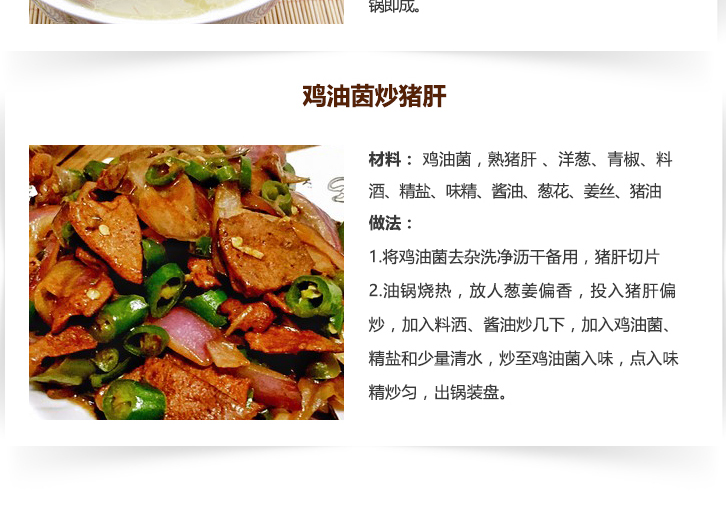 锅即成。
鸡油茵炒猪肝
材料： 鸡油菌，熟猪肝 、洋葱、青椒、料
酒、精盐、味精、酱油、葱花、姜丝、猪油
做法：
1.将鸡油菌去杂洗净沥干备用，猪肝切片
2.油锅烧热，放人葱姜偏香，投入猪肝偏
炒，加入料洒、酱油炒几下，加入鸡油菌、
精盐和少量清水，炒至鸡油菌入味，点入味
精炒匀，出锅装盘。